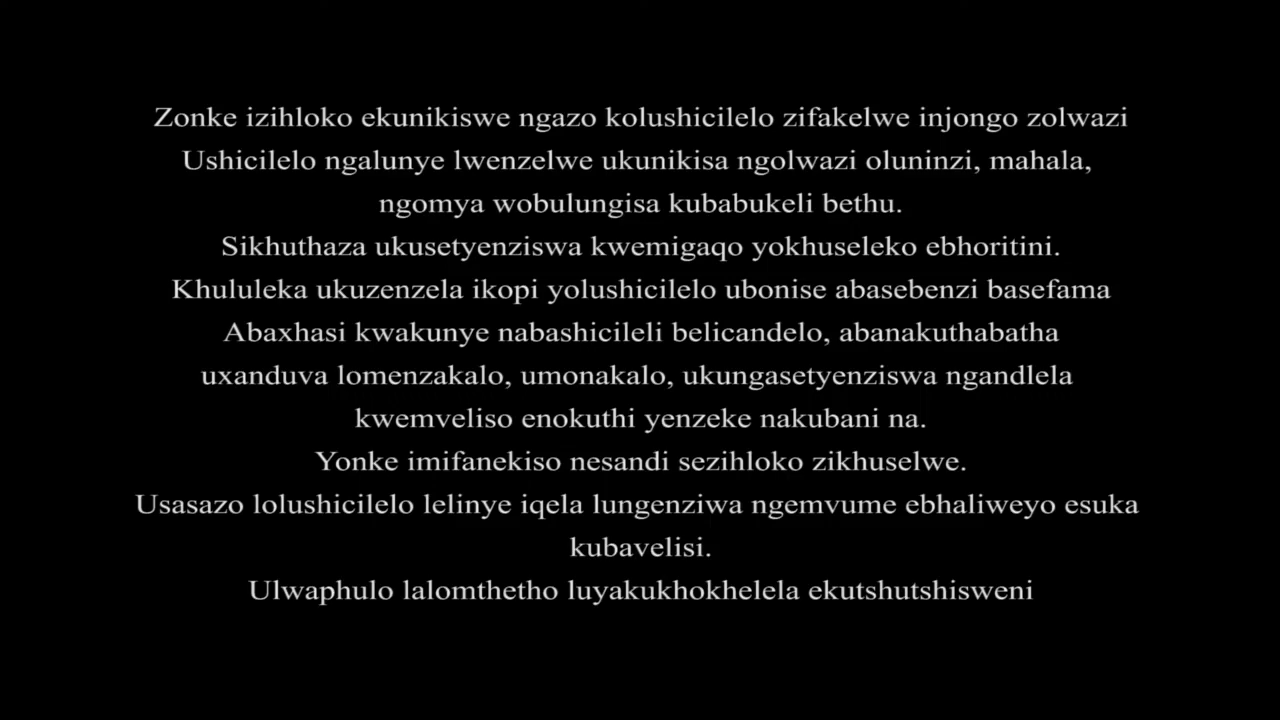 Zonke izihloko ekunikiswe ngazo kolushicilelo zifakelwe injongo zolwazi
Ushicilelo ngalunye lwenzelwe ukunikisa ngolwazi oluninzi, mahala,
ngomya wobulungisa kubabukeli bethu.
Sikhuthaza ukusetyenziswa kwemigaqo yokhuseleko ebhoritini.
Khululeka ukuzenzela ikopi yolushicilelo ubonise abasebenzi basefama
Abaxhasi kwakunye nabashicileli belicandelo, abanakuthabatha
uxanduva lomenzakalo, umonakalo, ukungasetyenziswa ngandlela
kwemveliso enokuthi yenzeke nakubani na.
Yonke imifanekiso nesandi sezihloko zikhuselwe.
Usasazo lolushicilelo lelinye iqela lungenziwa ngemvume ebhaliweyo esuka
kubavelisi.
Ulwaphulo lalomthetho luyakukhokhelela ekutshutshisweni